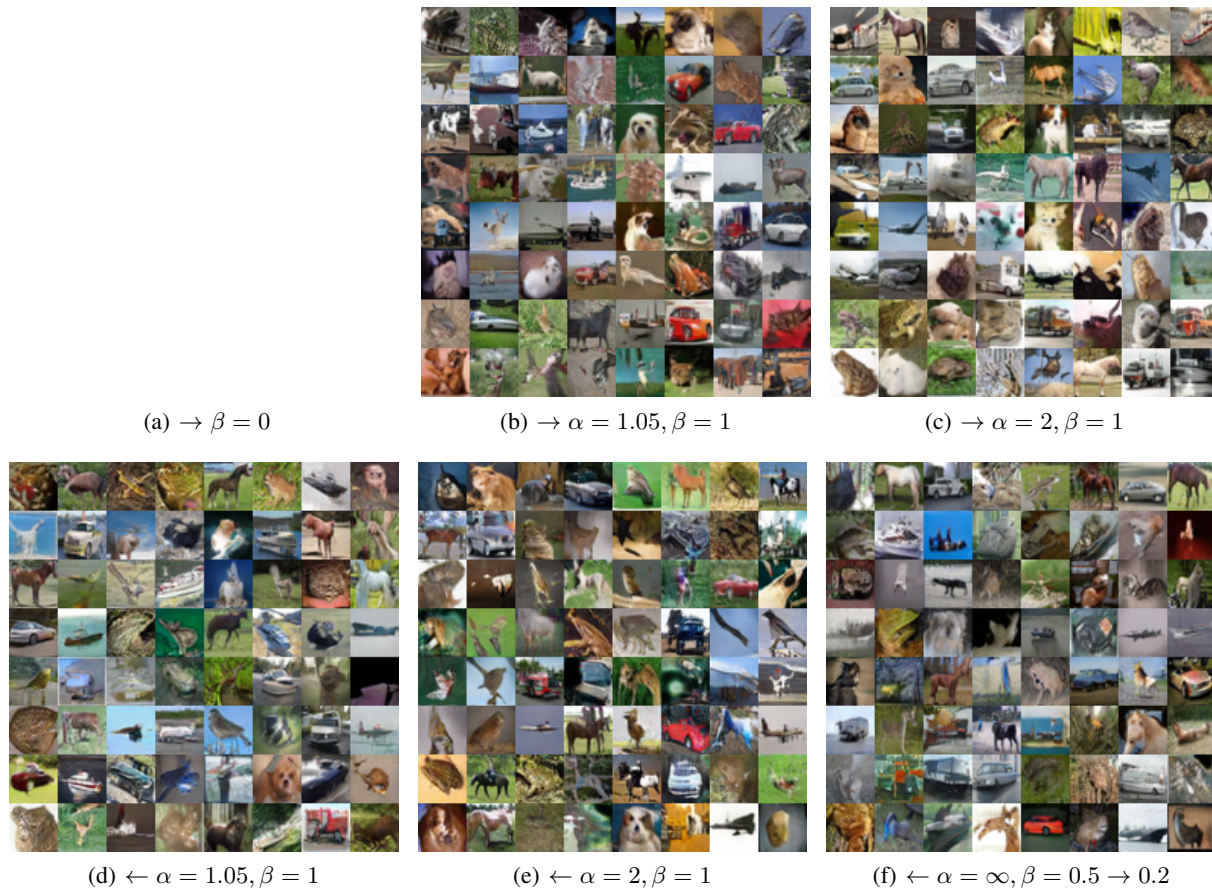 (a) → β = 0
(b) → α = 1.05, β = 1
(c) → α = 2, β = 1
(d) ← α = 1.05, β = 1
(e) ← α = 2, β = 1
(f) ← α = ∞, β = 0.5 → 0.2